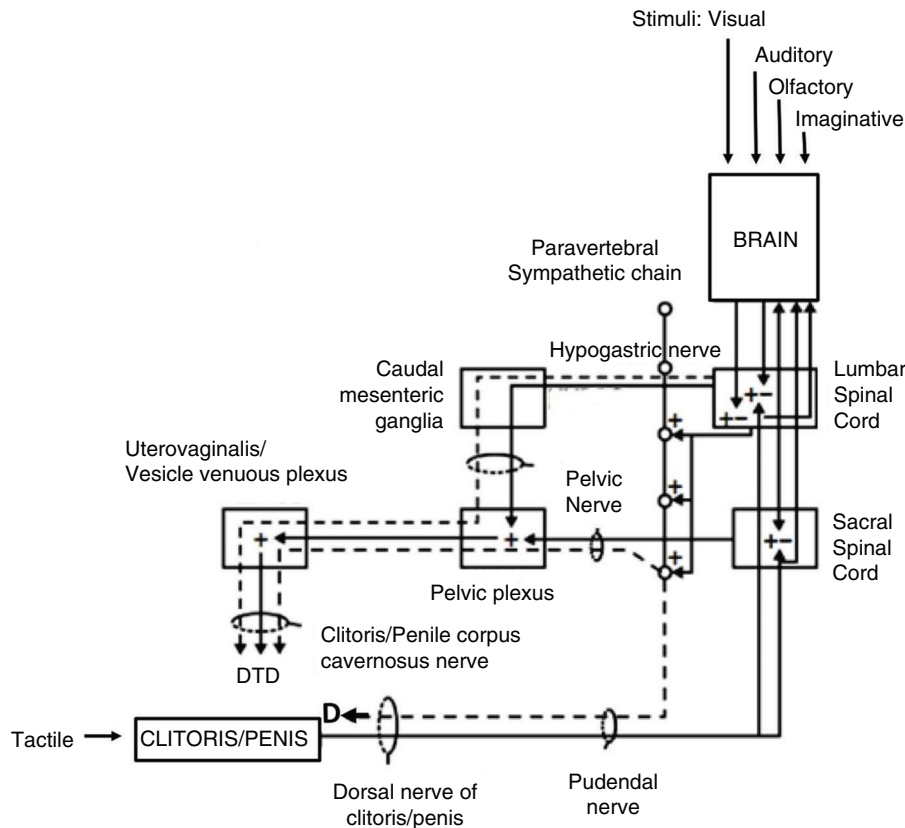 Stimuli: Visual
Auditory
Olfactory
Imaginative
BRAIN
Paravertebral
Sympathetic chain
Hypogastric nerve
Caudal
mesenteric
ganglia
Lumbar
Spinal
Cord
+−
+−
+
Uterovaginalis/
Vesicle venuous plexus
Pelvic
Nerve
+
Sacral
Spinal
Cord
+
+
+−
+
Pelvic plexus
Clitoris/Penile corpus
cavernosus nerve
DTD
D
Tactile
CLITORIS/PENIS
Dorsal nerve of
clitoris/penis
Pudendal
nerve